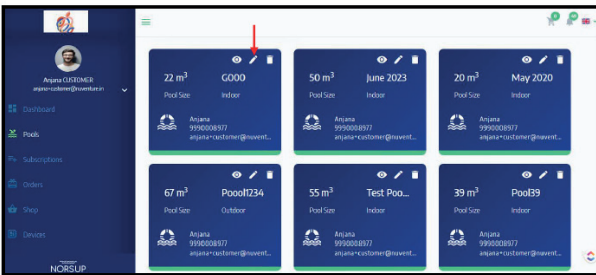 Anjana CUSTOMER
anjana+customer@nuventure.in
Dashboard
Pools
Subscriptions
Orders
Shop
Devices
NORSUP
22 m³ GOOO
Pool Size Indoor
Anjana
9990008977
anjana+customer@nuvent...
50 m³ June 2023
Pool Size Indoor
Anjana
9990008977
anjana+customer@nuvent...
20 m³ May 2020
Pool Size Indoor
Anjana
9990008977
anjana+customer@nuvent...
67 m³ Poool1234
Pool Size Outdoor
Anjana
9990008977
anjana+customer@nuvent...
55 m³ Test Poo...
Pool Size Indoor
Anjana
9990008977
anjana+customer@nuvent...
39 m³ Pool39
Pool Size Indoor
Anjana
9990008977
anjana+customer@nuvent...